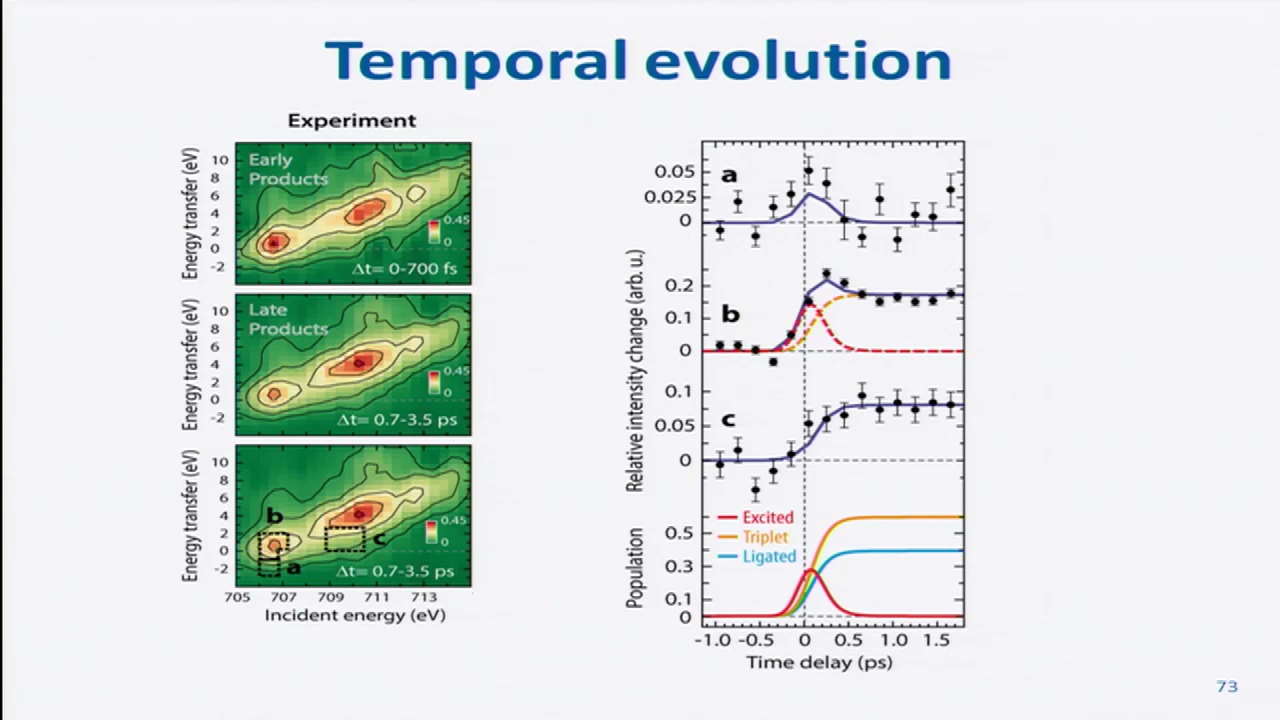 Temporal evolution
Experiment
Energy transfer (eV)
10
8
6
4
2
0
-2
Early
Products
0.45
0
Δt= 0-700 fs
Energy transfer (eV)
10
8
6
4
2
0
-2
Late
Products
0.45
0
Δt= 0.7-3.5 ps
Energy transfer (eV)
10
8
6
4
2
0
-2
b
c
a
0.45
0
Δt= 0.7-3.5 ps
705 707 709 711 713
Incident energy (eV)
Relative intensity change (arb. u.)
a
0.05
0.025
0
b
0.2
0.1
0
c
0.1
0.05
0
Population
Excited
Triplet
Ligated
0.5
0.3
0.1
0
-1.0 -0.5 0 0.5 1.0 1.5
Time delay (ps)
73